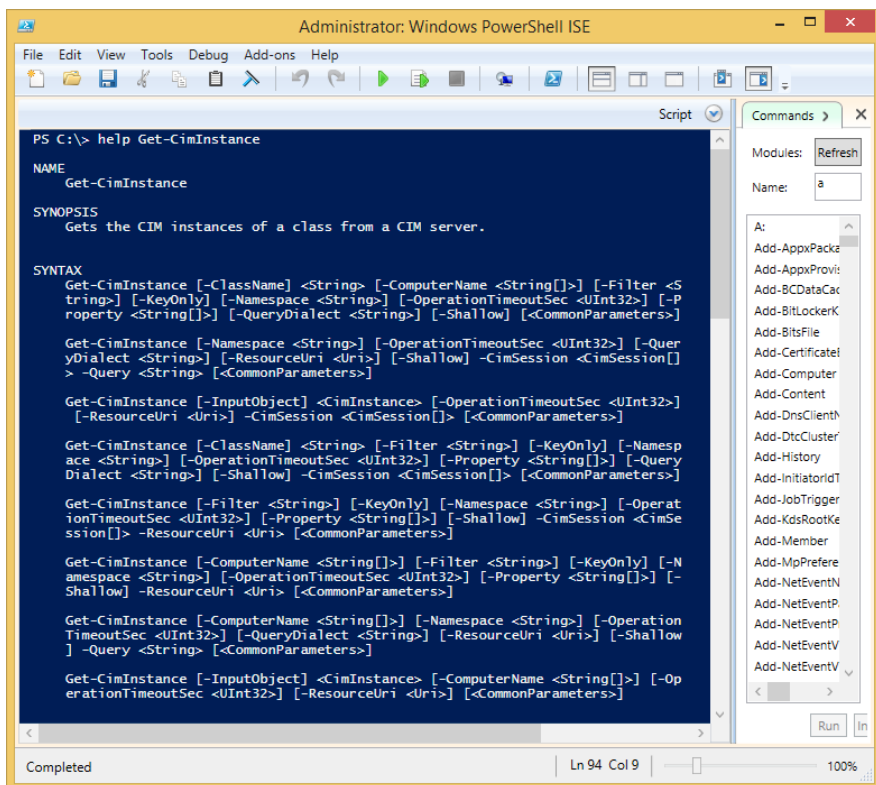 Administrator: Windows PowerShell ISE
File Edit View Tools Debug Add-ons Help
Script
PS C:\> help Get-CimInstance
NAME
Get-CimInstance
SYNOPSIS
Gets the CIM instances of a class from a CIM server.
SYNTAX
Get-CimInstance [-ClassName] <String> [-ComputerName <String[]>] [-Filter <S
tring>] [-KeyOnly] [-Namespace <String>] [-OperationTimeoutSec <UInt32>] [-P
roperty <String[]>] [-QueryDialect <String>] [-Shallow] [<CommonParameters>]
Get-CimInstance [-Namespace <String>] [-OperationTimeoutSec <UInt32>] [-Quer
yDialect <String>] [-ResourceUri <Uri>] [-Shallow] -CimSession <CimSession[]
> -Query <String> [<CommonParameters>]
Get-CimInstance [-InputObject] <CimInstance> [-OperationTimeoutSec <UInt32>]
[-ResourceUri <Uri>] -CimSession <CimSession[]> [<CommonParameters>]
Get-CimInstance [-ClassName] <String> [-Filter <String>] [-KeyOnly] [-Namesp
ace <String>] [-OperationTimeoutSec <UInt32>] [-Property <String[]>] [-Query
Dialect <String>] [-Shallow] -CimSession <CimSession[]> [<CommonParameters>]
Get-CimInstance [-Filter <String>] [-KeyOnly] [-Namespace <String>] [-Operat
ionTimeoutSec <UInt32>] [-Property <String[]>] [-Shallow] -CimSession <CimSe
ssion[]> -ResourceUri <Uri> [<CommonParameters>]
Get-CimInstance [-ComputerName <String[]>] [-Filter <String>] [-KeyOnly] [-N
amespace <String>] [-OperationTimeoutSec <UInt32>] [-Property <String[]>] [-
Shallow] -ResourceUri <Uri> [<CommonParameters>]
Get-CimInstance [-ComputerName <String[]>] [-Namespace <String>] [-Operation
TimeoutSec <UInt32>] [-QueryDialect <String>] [-ResourceUri <Uri>] [-Shallow
] -Query <String> [<CommonParameters>]
Get-CimInstance [-InputObject] <CimInstance> [-ComputerName <String[]>] [-Op
erationTimeoutSec <UInt32>] [-ResourceUri <Uri>] [<CommonParameters>]
Commands
Modules: Refresh
Name: a
A:
Add-AppxPacka
Add-AppxProvis
Add-BCDataCac
Add-BitLockerK
Add-BitsFile
Add-CertificateE
Add-Computer
Add-Content
Add-DnsClientN
Add-DtcCluster
Add-History
Add-InitiatorIdT
Add-JobTrigger
Add-KdsRootKe
Add-Member
Add-MpPrefere
Add-NetEventN
Add-NetEventP
Add-NetEventP
Add-NetEventV
Add-NetEventV
Run In
Completed
Ln 94 Col 9
100%